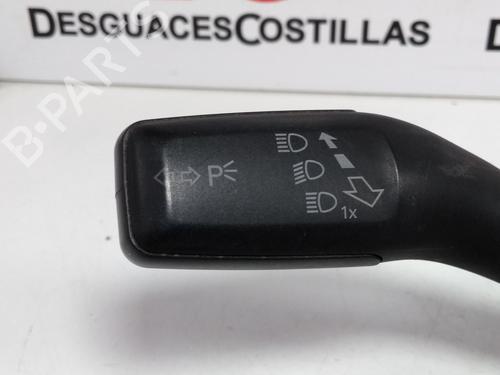 DESGUACESCOSTILLAS
B-PARTS
P
1x